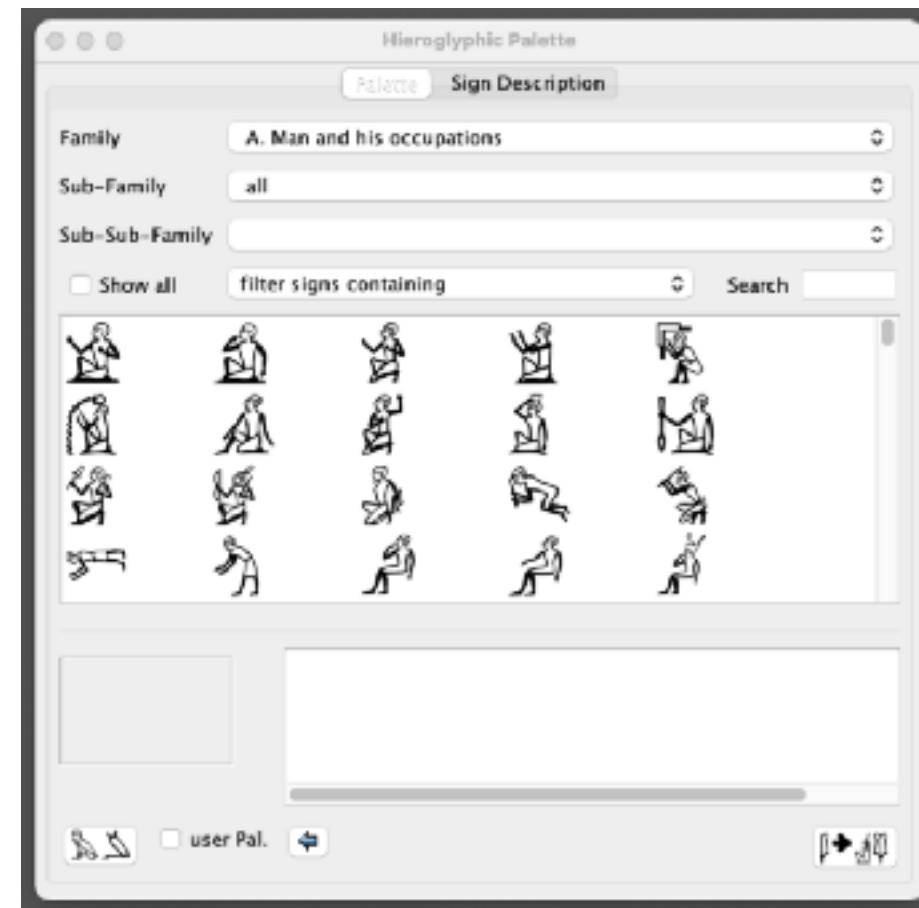 Hieroglyphic Palette
Palette Sign Description
Family A. Man and his occupations
Sub-Family all
Sub-Sub-Family
Show all filter signs containing Search
user Pal.